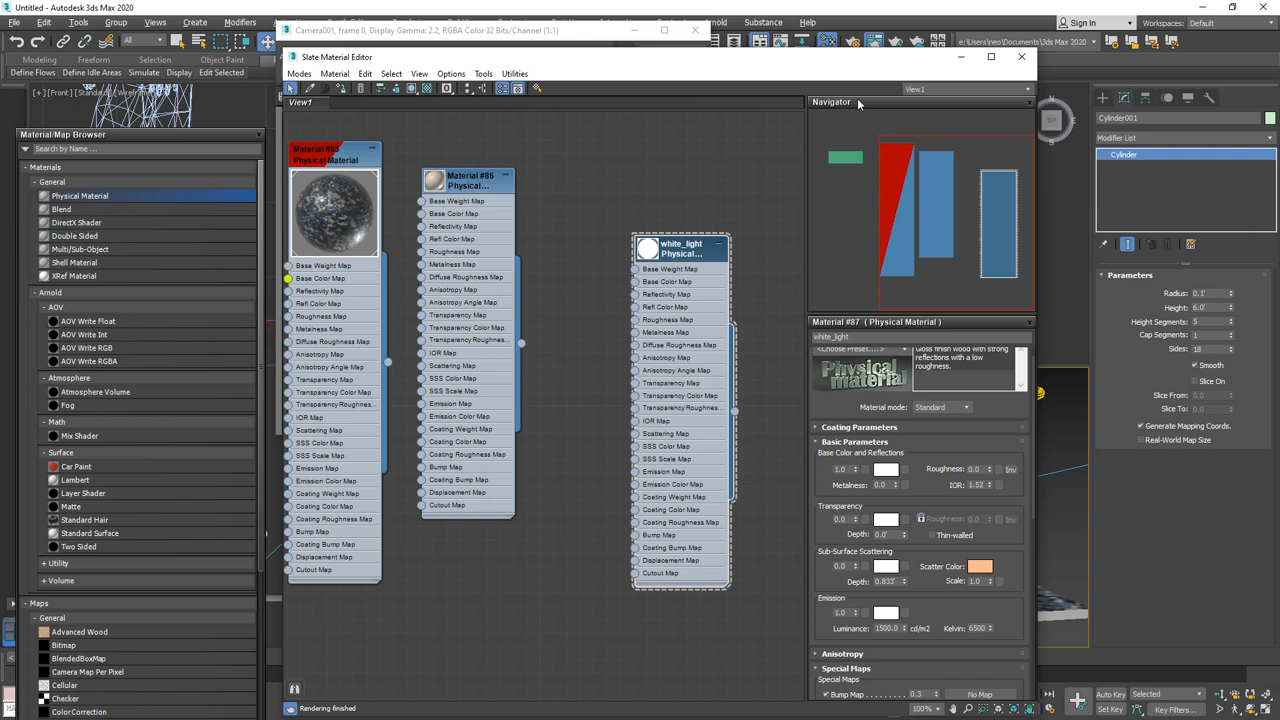 Untitled - Autodesk 3ds Max 2020
File
Edit
Tools
Group
Views
Create
Modifiers
Camera001, frame 0, Display Gamma: 2.2, RGBA Color 32 Bits/Channel (1:1)
Arnold
Help
Sign In
Workspaces: Default
All
e:\Users\neo\Documents\3ds Max 2020
Modeling
Freeform
Selection
Object Paint
Define Flows
Define Behaviors
Simulate
Edit Selected
[+] [Front]
Slate Material Editor
Modes
Material
Edit
Select
View
Options
Tools
Utilities
View1
View1
Navigator
Material/Map Browser
Search by Name ...
- Materials
- General
Physical Material
Blend
DirectX Shader
Double Sided
Multi/Sub-Object
Shell Material
XRef Material
- Arnold
- AOV
AOV Write Float
AOV Write Int
AOV Write RGB
AOV Write RGBA
- Atmosphere
Atmosphere Volume
Fog
- Math
Mix Shader
- Surface
Car Paint
Lambert
Layer Shader
Matte
Standard Hair
Standard Surface
Two Sided
+ Utility
+ Volume
- Maps
- General
Advanced Wood
Bitmap
BlendedBoxMap
Camera Map Per Pixel
Cellular
Checker
ColorCorrection
Physical Material
Base Weight Map
Base Color Map
Reflectivity Map
Refl Color Map
Roughness Map
Metalness Map
Diffuse Roughness Map
Anisotropy Map
Anisotropy Angle Map
Transparency Map
Transparency Color Map
Transparency Roughnes...
IOR Map
Scattering Map
SSS Color Map
SSS Scale Map
Emission Map
Emission Color Map
Coating Weight Map
Coating Color Map
Coating Roughness Map
Bump Map
Coating Bump Map
Displacement Map
Cutout Map
Material #86
Physical...
Base Weight Map
Base Color Map
Reflectivity Map
Refl Color Map
Roughness Map
Metalness Map
Diffuse Roughness Map
Anisotropy Map
Anisotropy Angle Map
Transparency Map
Transparency Color Map
Transparency Roughnes...
IOR Map
Scattering Map
SSS Color Map
SSS Scale Map
Emission Map
Emission Color Map
Coating Weight Map
Coating Color Map
Coating Roughness Map
Bump Map
Coating Bump Map
Displacement Map
Cutout Map
white_light
Physical...
Base Weight Map
Base Color Map
Reflectivity Map
Refl Color Map
Roughness Map
Metalness Map
Diffuse Roughness Map
Anisotropy Map
Anisotropy Angle Map
Transparency Map
Transparency Color Map
Transparency Roughnes...
IOR Map
Scattering Map
SSS Color Map
SSS Scale Map
Emission Map
Emission Color Map
Coating Weight Map
Coating Color Map
Coating Roughness Map
Bump Map
Coating Bump Map
Displacement Map
Cutout Map
Material #87 ( Physical Material )
white_light
<Choose Preset...>
Physical material
Gloss finish wood with strong
reflections with a low
roughness.
Material mode: Standard
Coating Parameters
Basic Parameters
Base Color and Reflections
1.0 Roughness: 0.0 Inv
Metalness: 0.0 IOR: 1.52
Transparency
0.0 Roughness: 0.0 Inv
Depth: 0.0' Thin-walled
Sub-Surface Scattering
0.0 Scatter Color:
Depth: 0.833' Scale: 1.0
Emission
1.0
Luminance: 1500.0 cd/m2 Kelvin: 6500
Anisotropy
Special Maps
Special Maps
Bump Map 0.3 No Map
Rendering finished
100%
TOP
N
E
S
Cylinder001
Modifier List
Cylinder
Parameters
Radius: 0.1'
Height: 6.0'
Cap Segments: 1
Sides: 18
Smooth
Slice On
Slice From: 0.0
Slice To: 0.0
Generate Mapping Coords.
Real-World Map Size
Auto Key
Selected
Set Key
Key Filters...